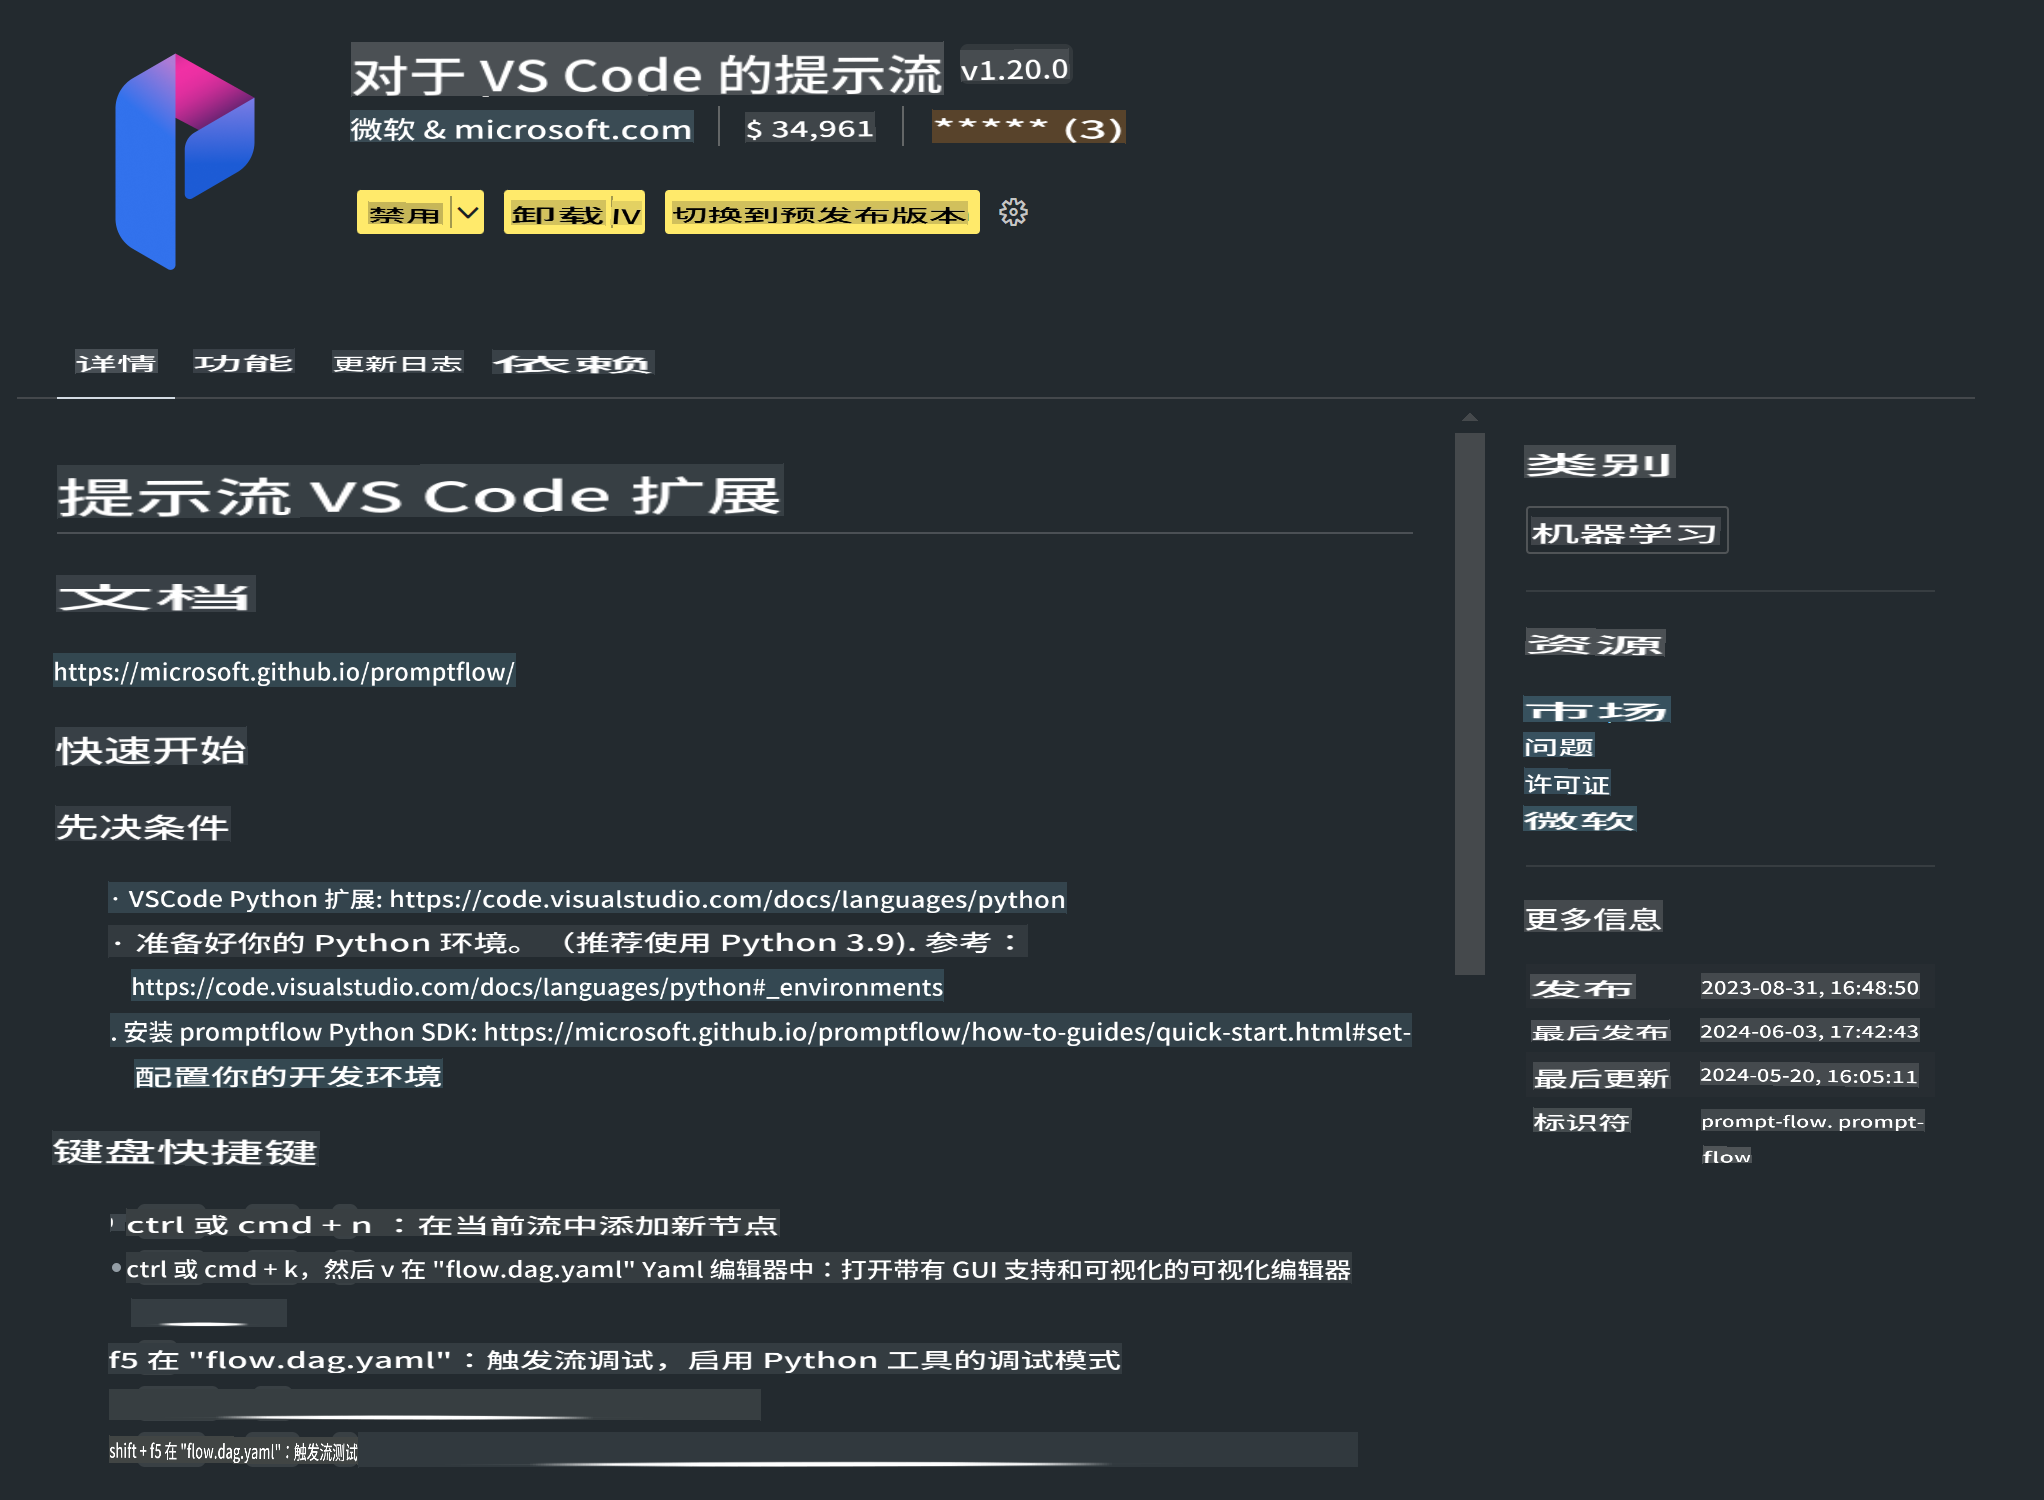 对于 VS Code 的提示流 v1.20.0
微软 & microsoft.com $ 34,961 ***** (3)
禁用 卸载 IV 切换到预发布版本
详情 功能 更新日志 依赖
提示流 VS Code 扩展
文档
https://microsoft.github.io/promptflow/
快速开始
先决条件
· VSCode Python 扩展: https://code.visualstudio.com/docs/languages/python
· 准备好你的 Python 环境。 （推荐使用 Python 3.9). 参考：
https://code.visualstudio.com/docs/languages/python#_environments
. 安装 promptflow Python SDK: https://microsoft.github.io/promptflow/how-to-guides/quick-start.html#set-
配置你的开发环境
键盘快捷键
ctrl 或 cmd + n ：在当前流中添加新节点
• ctrl 或 cmd + k，然后 v 在 "flow.dag.yaml" Yaml 编辑器中：打开带有 GUI 支持和可视化的可视化编辑器
f5 在 "flow.dag.yaml"：触发流调试，启用 Python 工具的调试模式
shift + f5 在 "flow.dag.yaml"：触发流测试
类别
机器学习
资源
市场
问题
许可证
微软
更多信息
发布 2023-08-31, 16:48:50
最后发布 2024-06-03, 17:42:43
最后更新 2024-05-20, 16:05:11
标识符 prompt-flow. prompt-
flow